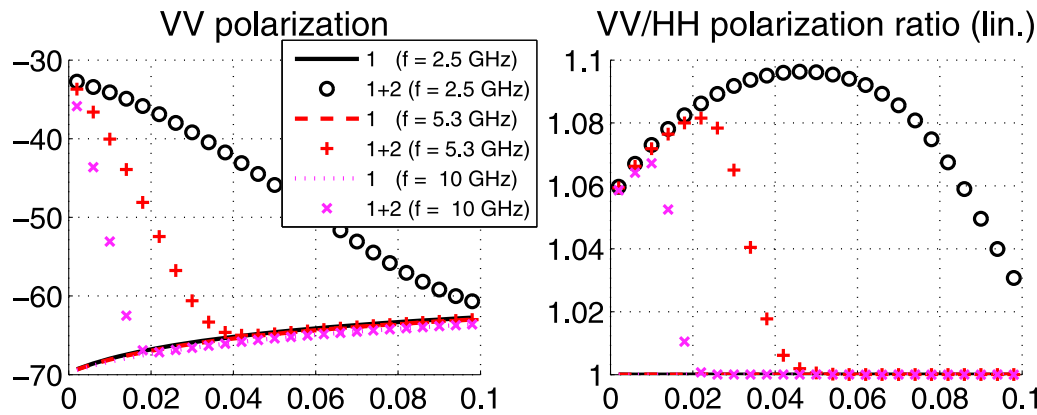 VV polarization
VV/HH polarization ratio (lin.)
−30
−40
−50
−60
−70
0
0.02
0.04
0.06
0.08
0.1
1 (f = 2.5 GHz)
1+2 (f = 2.5 GHz)
1 (f = 5.3 GHz)
1+2 (f = 5.3 GHz)
1 (f = 10 GHz)
1+2 (f = 10 GHz)
1.1
1.08
1.06
1.04
1.02
1
0
0.02
0.04
0.06
0.08
0.1